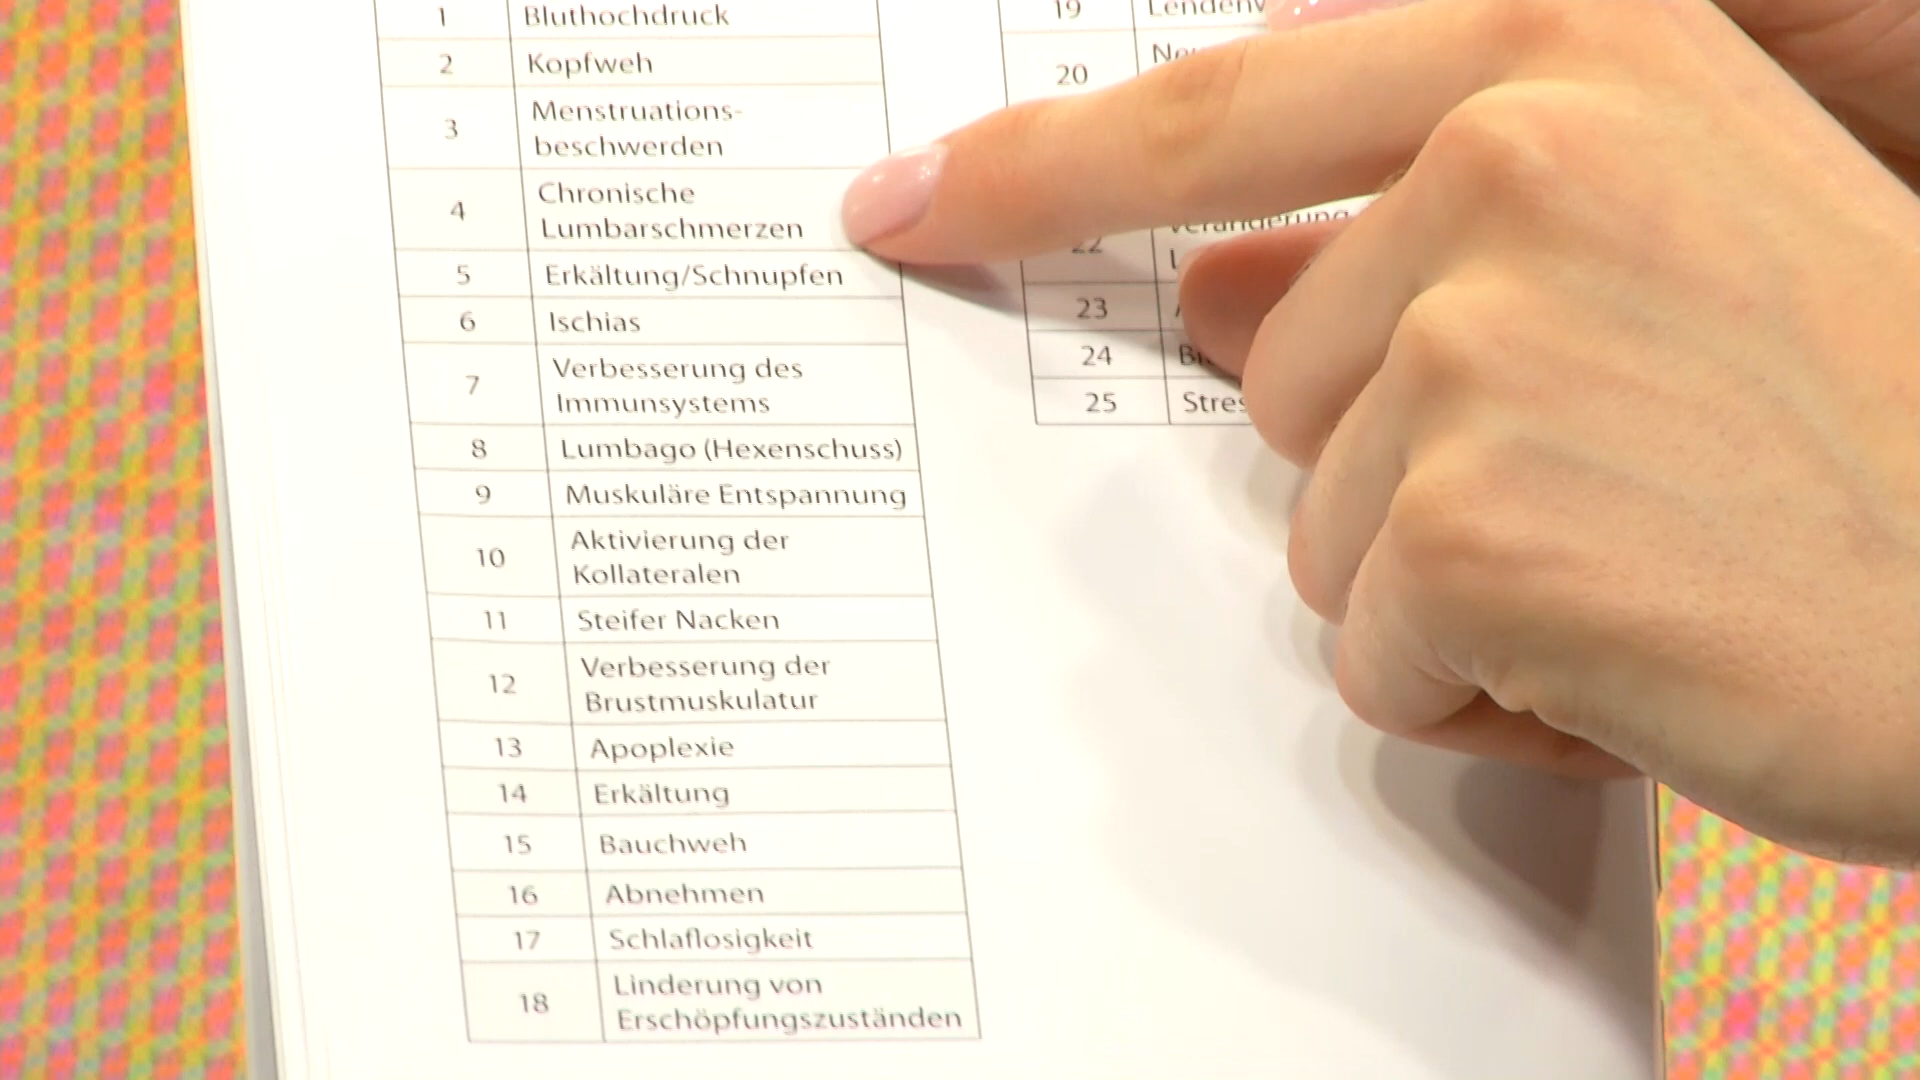 1 Bluthochdruck
2 Kopfweh
3 Menstruations-
beschwerden
4 Chronische
Lumbarschmerzen
5 Erkältung/Schnupfen
6 Ischias
7 Verbesserung des
Immunsystems
8 Lumbago (Hexenschuss)
9 Muskuläre Entspannung
10 Aktivierung der
Kollateralen
11 Steifer Nacken
12 Verbesserung der
Brustmuskulatur
13 Apoplexie
14 Erkältung
15 Bauchweh
16 Abnehmen
17 Schlaflosigkeit
18 Linderung von
Erschöpfungszuständen
19
20
22
23
24
25